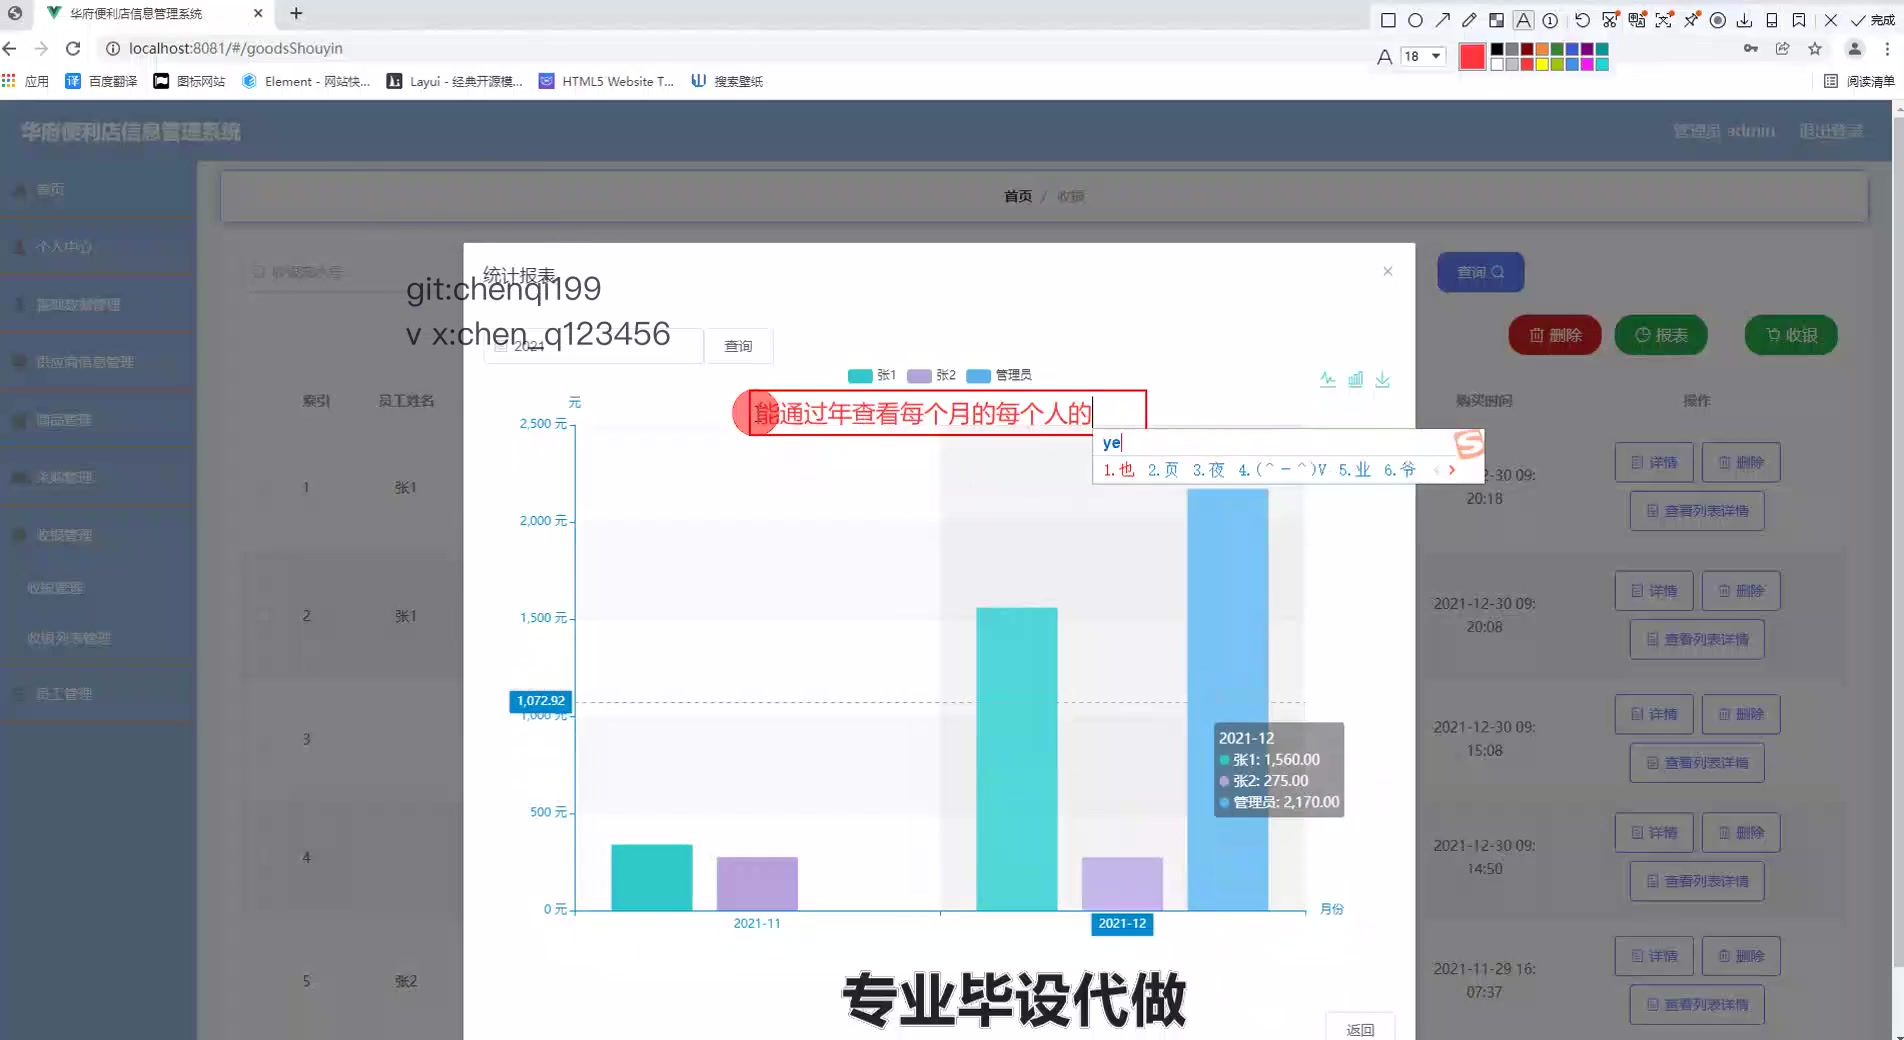 华府便利店信息管理系统
完成
localhost:8081/#/goodsShouyin
A 18
应用 百度翻译 图标网站 Element - 网站快... Layui - 经典开源模... HTML5 Website T... 搜索壁纸 阅读清单
华府便利店信息管理系统 管理员 admin 退出登录
首页
首页 / 收银
个人中心
基础数据管理
供应商信息管理
商品管理
采购管理
收银管理
收银管理
收银列表管理
员工管理
统计报表
git:chenqi199
v x:chen_q123456
2021 查询
查询
删除 报表 收银
张1 张2 管理员
能通过年查看每个月的每个人的
ye
1.也 2.页 3.夜 4.(^-^)V 5.业 6.爷
元
2,500 元
2,000 元
1,500 元
1,072.92
1,000 元
500 元
0 元
2021-11 2021-12 月份
2021-12
张1: 1,560.00
张2: 275.00
管理员: 2,170.00
索引 员工姓名 购买时间 操作
1 张1 2-30 09:20:18 详情 删除
查看列表详情
2 张1 2021-12-30 09:20:08 详情 删除
查看列表详情
3 2021-12-30 09:15:08 详情 删除
查看列表详情
4 2021-12-30 09:14:50 详情 删除
查看列表详情
5 张2 2021-11-29 16:07:37 详情 删除
查看列表详情
专业毕设代做
返回